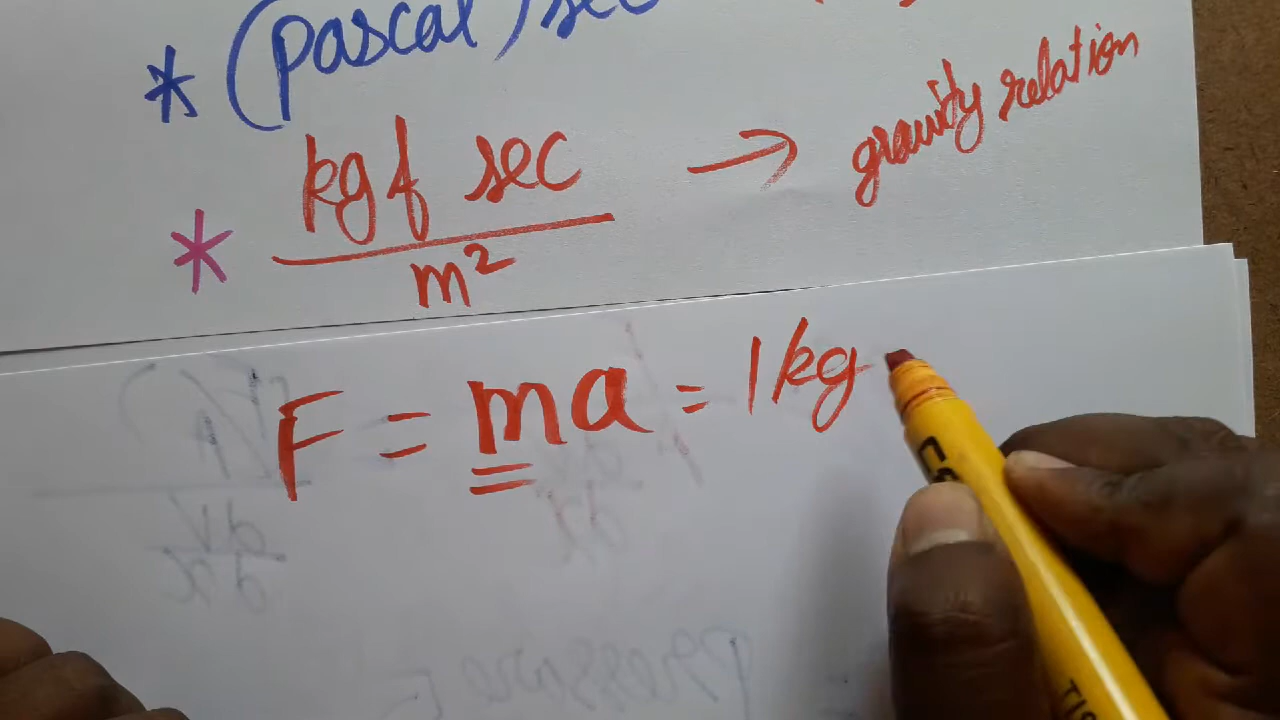 * (pascal) sec
* kgf sec → gravity relation
m²
F = ma = 1kg